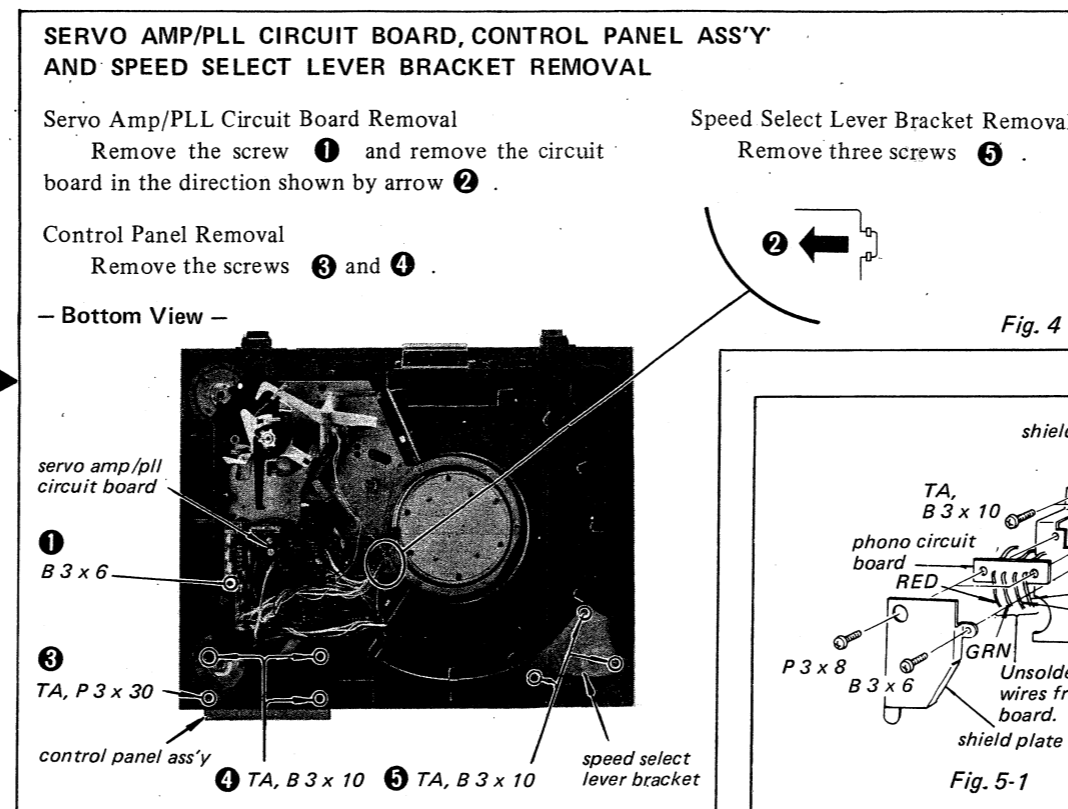 SERVO AMP/PLL CIRCUIT BOARD, CONTROL PANEL ASS'Y
AND SPEED SELECT LEVER BRACKET REMOVAL
Servo Amp/PLL Circuit Board Removal
Remove the screw ❶ and remove the circuit
board in the direction shown by arrow ❷ .
Control Panel Removal
Remove the screws ❸ and ❹ .
Speed Select Lever Bracket Removal
Remove three screws ❺ .
❷
Fig. 4
— Bottom View —
servo amp/pll
circuit board
❶
B 3 x 6
❸
TA, P 3 x 30
control panel ass'y
❹ TA, B 3 x 10
❺ TA, B 3 x 10
speed select
lever bracket
TA,
B 3 x 10
phono circuit
board
RED
GRN
P 3 x 8
B 3 x 6
wires
board.
shield plate
Fig. 5-1